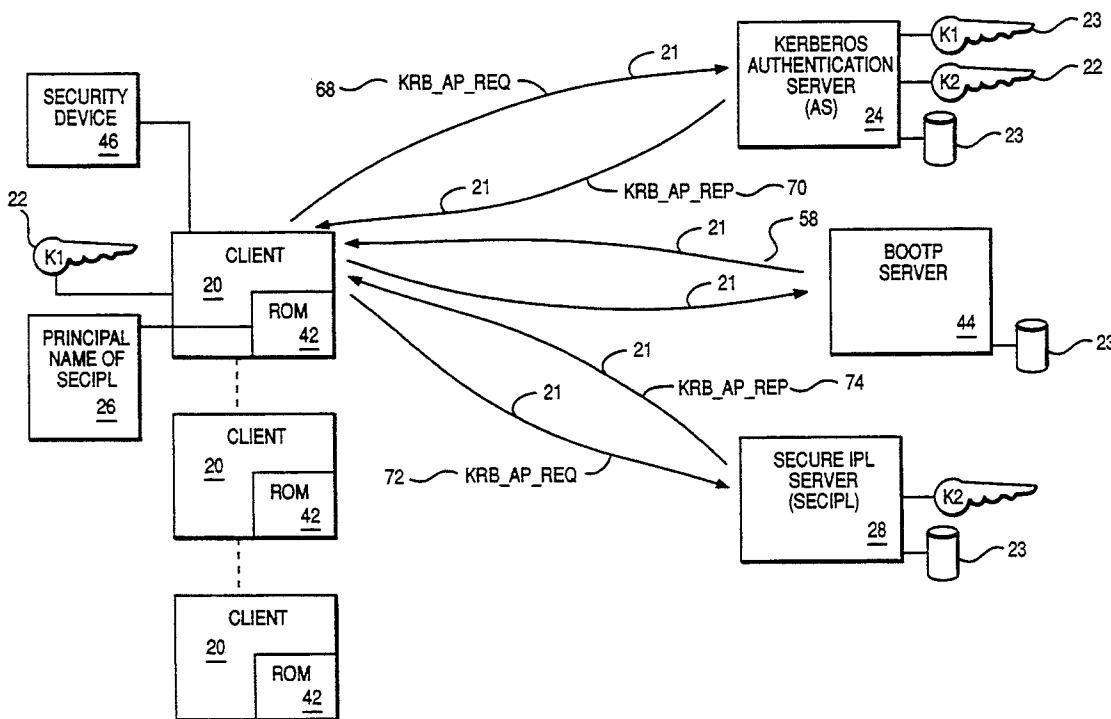 SECURITY
DEVICE
46
22
K1
PRINCIPAL
NAME OF
SECIPL
26
CLIENT
20
ROM
42
CLIENT
20
ROM
42
CLIENT
20
ROM
42
68
KRB_AP_REQ
21
21
KRB_AP_REP
70
21
58
21
21
KRB_AP_REP
74
21
72
KRB_AP_REQ
KERBEROS
AUTHENTICATION
SERVER
(AS)
24
K1
23
K2
22
23
BOOTP
SERVER
44
23
SECURE IPL
SERVER
(SECIPL)
28
K2
23